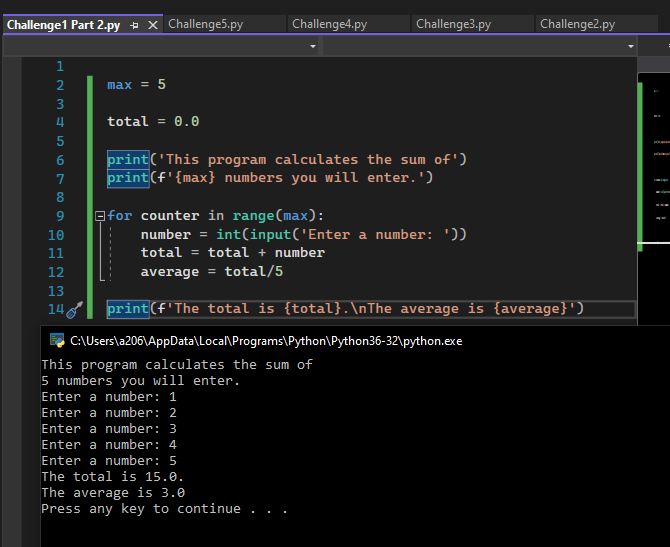 Challenge1 Part 2.py Challenge5.py Challenge4.py Challenge3.py Challenge2.py
1
2 max = 5
3
4 total = 0.0
5
6 print('This program calculates the sum of')
7 print(f'{max} numbers you will enter.')
8
9 for counter in range(max):
10 number = int(input('Enter a number: '))
11 total = total + number
12 average = total/5
13
14 print(f'The total is {total}.\nThe average is {average}')
C:\Users\a206\AppData\Local\Programs\Python\Python36-32\python.exe
This program calculates the sum of
5 numbers you will enter.
Enter a number: 1
Enter a number: 2
Enter a number: 3
Enter a number: 4
Enter a number: 5
The total is 15.0.
The average is 3.0
Press any key to continue . . .